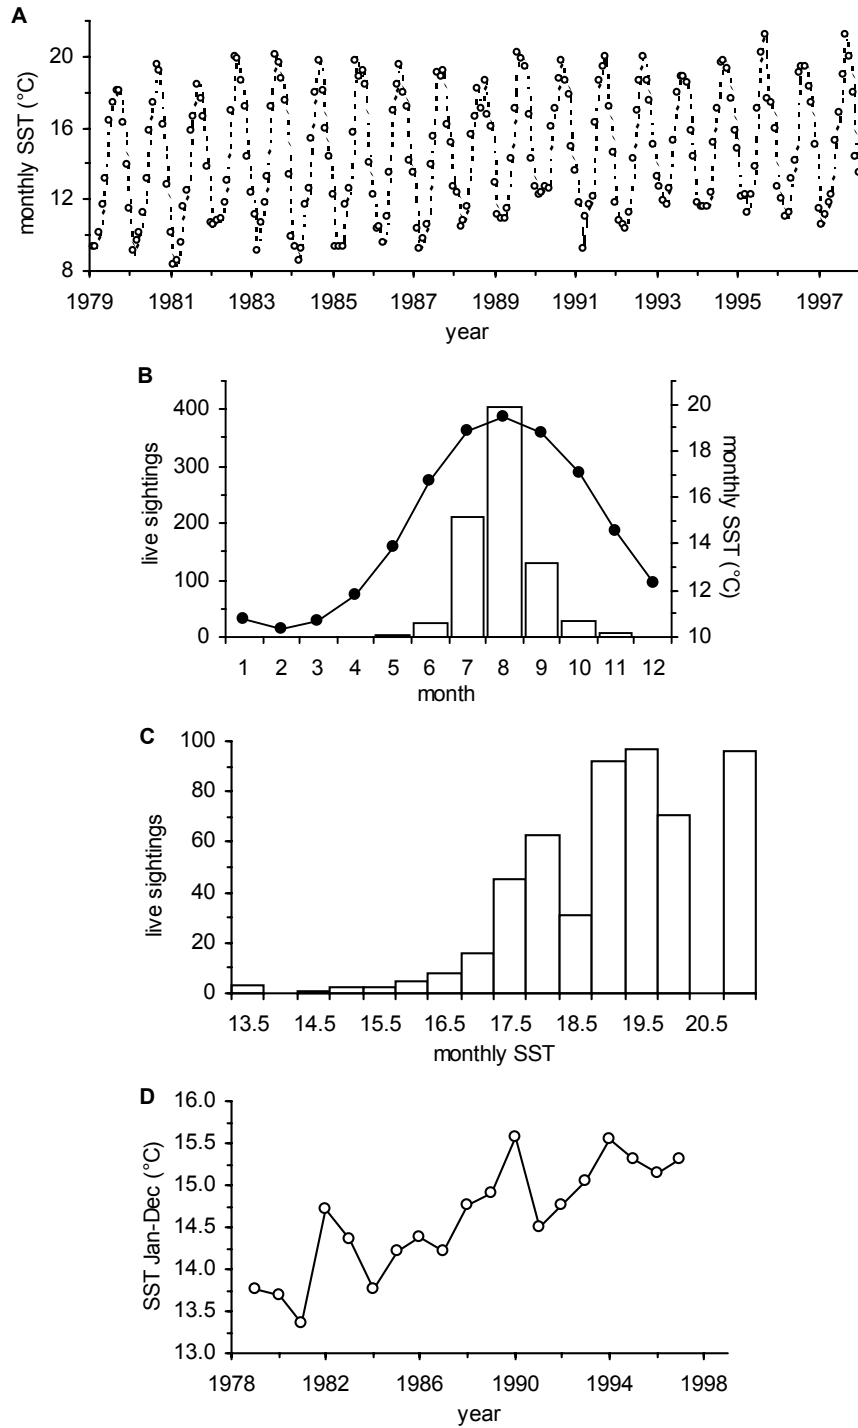 A
monthly SST (°C)
20
16
12
8
1979 1981 1983 1985 1987 1989 1991 1993 1995 1997
year
B
live sightings
monthly SST (°C)
400
300
200
100
0
20
18
16
14
12
10
1 2 3 4 5 6 7 8 9 10 11 12
month
C
live sightings
100
80
60
40
20
0
13.5 14.5 15.5 16.5 17.5 18.5 19.5 20.5
monthly SST
D
SST Jan-Dec (°C)
16.0
15.5
15.0
14.5
14.0
13.5
13.0
1978 1982 1986 1990 1994 1998
year